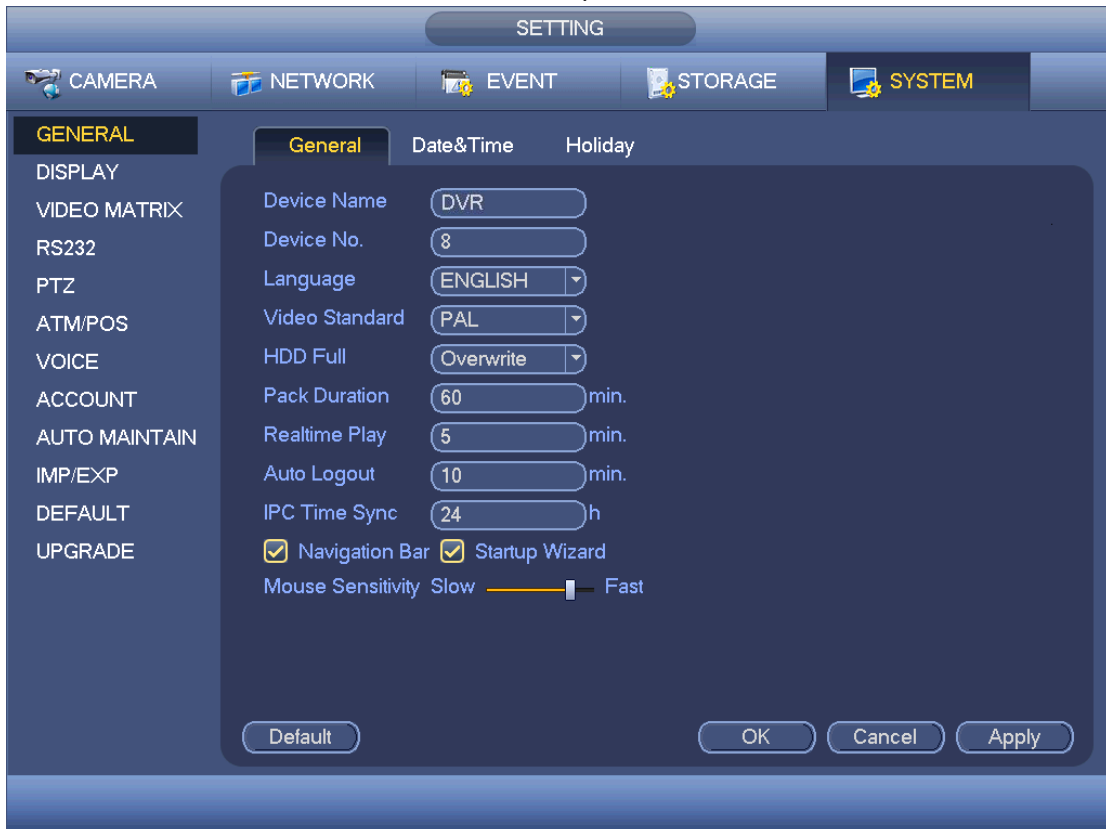 SETTING
CAMERA NETWORK EVENT STORAGE SYSTEM
GENERAL
DISPLAY
VIDEO MATRIX
RS232
PTZ
ATM/POS
VOICE
ACCOUNT
AUTO MAINTAIN
IMP/EXP
DEFAULT
UPGRADE
General Date&Time Holiday
Device Name DVR
Device No. 8
Language ENGLISH
Video Standard PAL
HDD Full Overwrite
Pack Duration 60 min.
Realtime Play 5 min.
Auto Logout 10 min.
IPC Time Sync 24 h
Navigation Bar Startup Wizard
Mouse Sensitivity Slow Fast
Default OK Cancel Apply